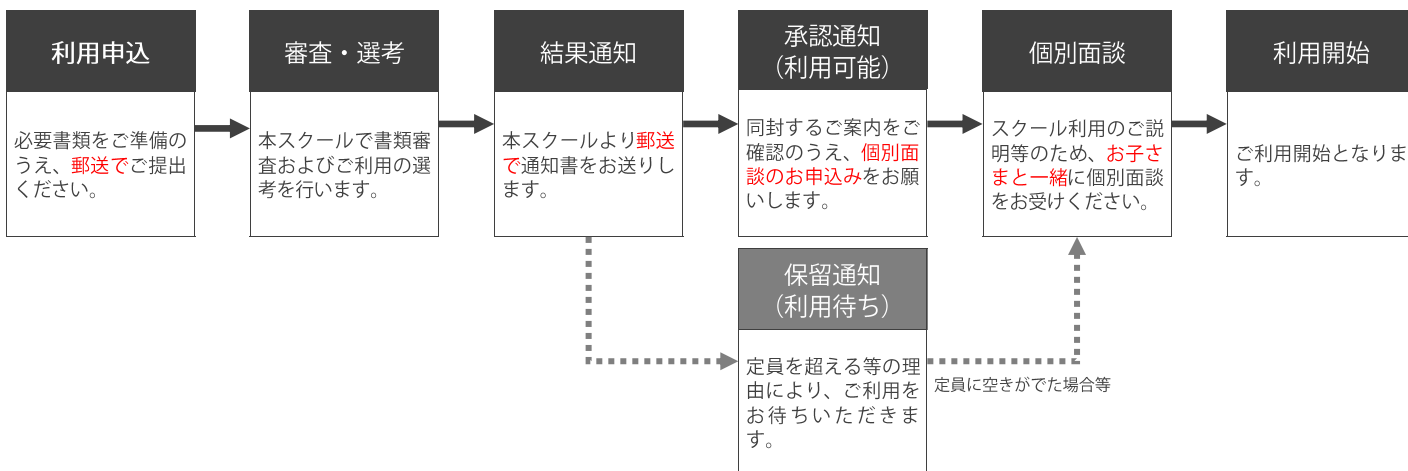 利用申込
必要書類をご準備の
うえ、郵送でご提出
ください。
審査・選考
本スクールで書類審
査およびご利用の選
考を行います。
結果通知
本スクールより郵送
で通知書をお送りし
ます。
承認通知
（利用可能）
同封するご案内をご
確認のうえ、個別面
談のお申込みをお願
いします。
個別面談
スクール利用のご説
明等のため、お子さ
まと一緒に個別面談
をお受けください。
利用開始
ご利用開始となりま
す。
保留通知
（利用待ち）
定員を超える等の理
由により、ご利用を
お待ちいただきま
す。
定員に空きがでた場合等